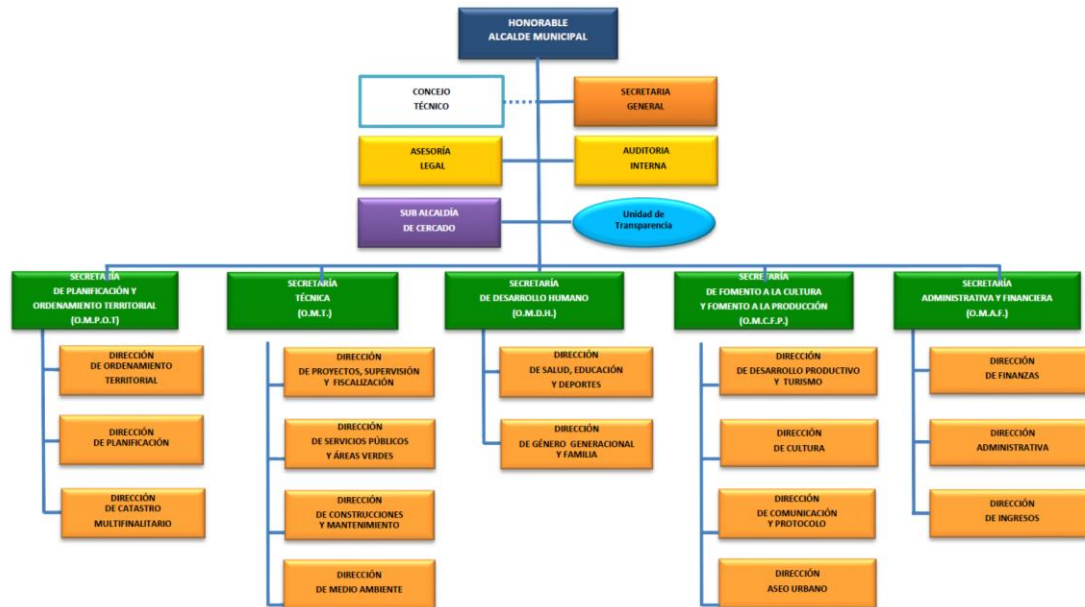 HONORABLE
ALCALDE MUNICIPAL
CONCEJO
TÉCNICO
SECRETARIA
GENERAL
ASESORÍA
LEGAL
AUDITORIA
INTERNA
SUB ALCALDÍA
DE CERCADO
Unidad de
Transparencia
SECRETARÍA
DE PLANIFICACIÓN Y
ORDENAMIENTO TERRITORIAL
(O.M.P.O.T)
SECRETARÍA
TÉCNICA
(O.M.T.)
SECRETARÍA
DE DESARROLLO HUMANO
(O.M.D.H.)
SECRETARÍA
DE FOMENTO A LA CULTURA
Y FOMENTO A LA PRODUCCIÓN
(O.M.C.F.P.)
SECRETARÍA
ADMINISTRATIVA Y FINANCIERA
(O.M.A.F.)
DIRECCIÓN
DE ORDENAMIENTO
TERRITORIAL
DIRECCIÓN
DE PLANIFICACIÓN
DIRECCIÓN
DE CATASTRO
MULTIFINALITARIO
DIRECCIÓN
DE PROYECTOS, SUPERVISIÓN
Y FISCALIZACIÓN
DIRECCIÓN
DE SERVICIOS PÚBLICOS
Y ÁREAS VERDES
DIRECCIÓN
DE CONSTRUCCIONES
Y MANTENIMIENTO
DIRECCIÓN
DE MEDIO AMBIENTE
DIRECCIÓN
DE SALUD, EDUCACIÓN
Y DEPORTES
DIRECCIÓN
DE GÉNERO GENERACIONAL
Y FAMILIA
DIRECCIÓN
DE DESARROLLO PRODUCTIVO
Y TURISMO
DIRECCIÓN
DE CULTURA
DIRECCIÓN
DE COMUNICACIÓN
Y PROTOCOLO
DIRECCIÓN
ASEO URBANO
DIRECCIÓN
DE FINANZAS
DIRECCIÓN
ADMINISTRATIVA
DIRECCIÓN
DE INGRESOS